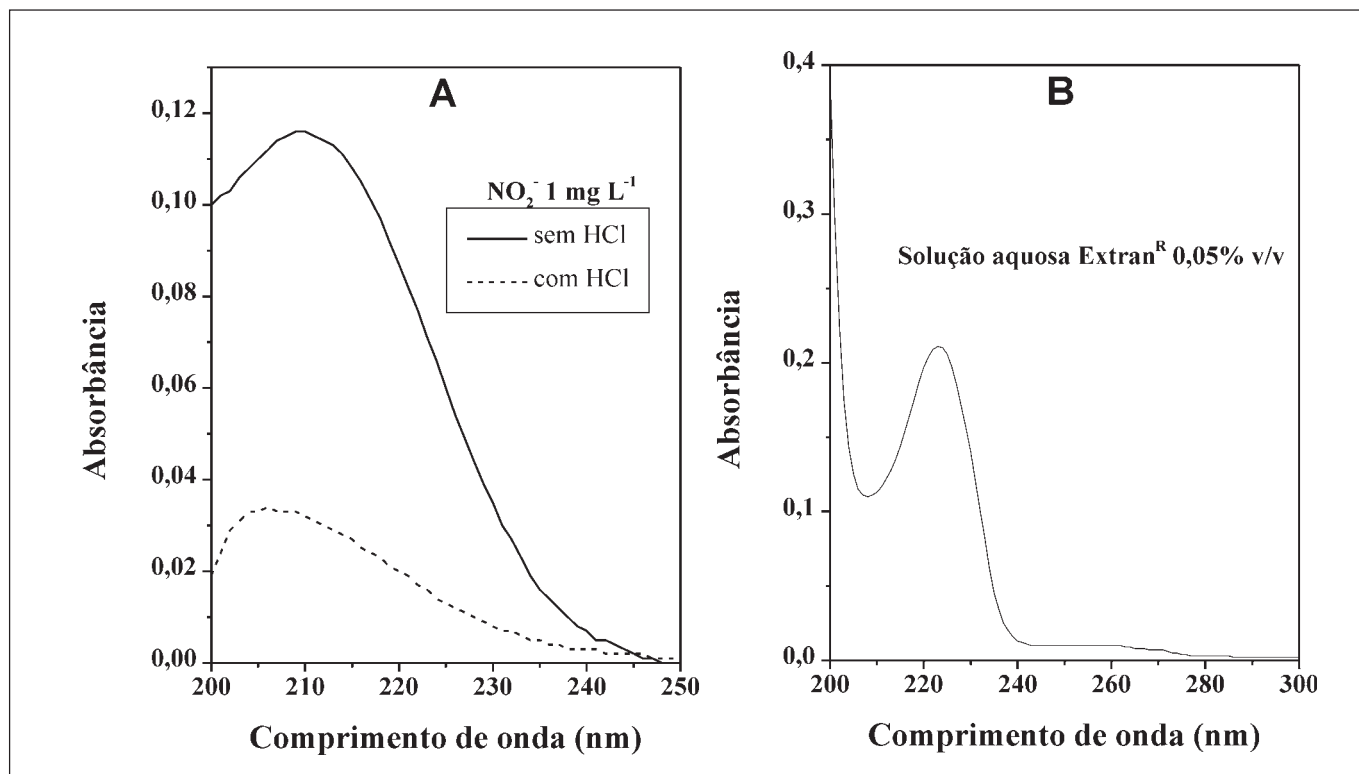 A
0,12
0,10
0,08
0,06
0,04
0,02
0,00
Absorbância
NO₂⁻ 1 mg L⁻¹
sem HCl
com HCl
200 210 220 230 240 250
Comprimento de onda (nm)
B
0,4
0,3
0,2
0,1
0,0
Absorbância
Solução aquosa Extranᴿ 0,05% v/v
200 220 240 260 280 300
Comprimento de onda (nm)